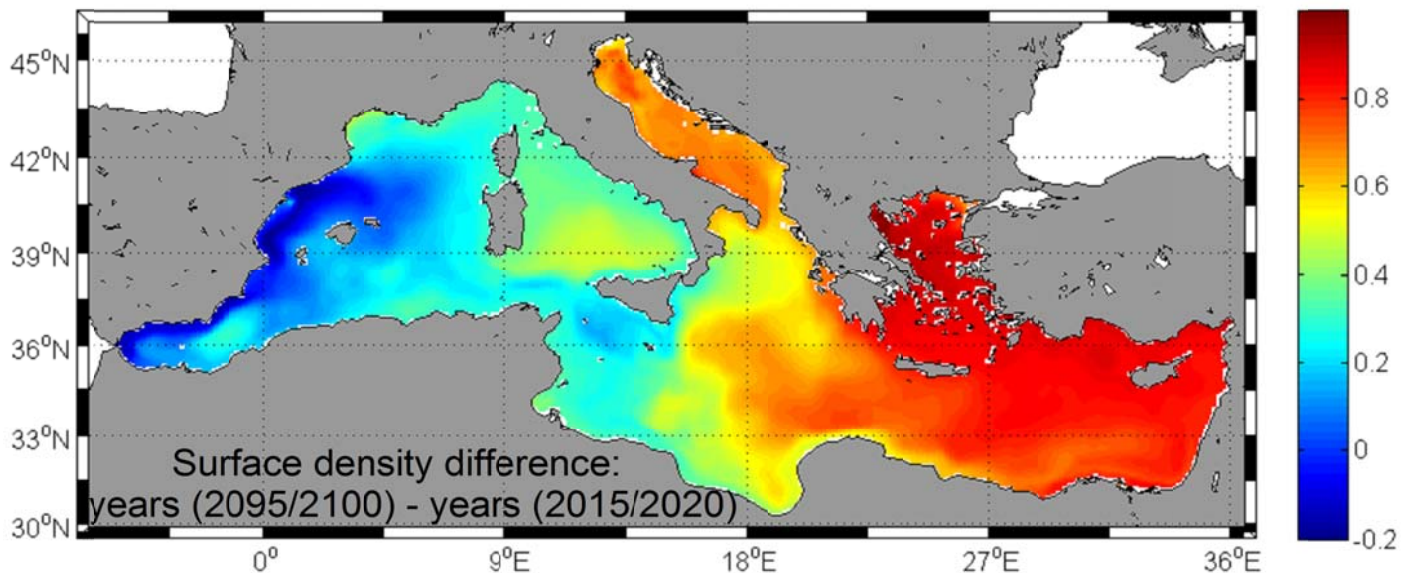 45°N
42°N
39°N
36°N
33°N
30°N
Surface density difference:
years (2095/2100) - years (2015/2020)
0°
9°E
18°E
27°E
36°E
0.8
0.6
0.4
0.2
0
-0.2